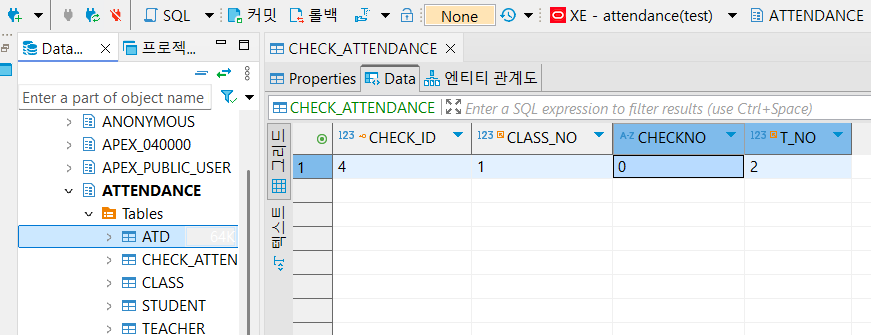 SQL 커밋 롤백 None XE - attendance(test) ATTENDANCE
Data... 프로젝...
CHECK_ATTENDANCE
Properties Data 엔티티 관계도
Enter a part of object name
CHECK_ATTENDANCE Enter a SQL expression to filter results (use Ctrl+Space)
ANONYMOUS
APEX_040000
APEX_PUBLIC_USER
ATTENDANCE
Tables
ATD 64K
CHECK_ATTEN
CLASS
STUDENT
TEACHER
그리드
텍스트
123 CHECK_ID 123 CLASS_NO A-Z CHECKNO 123 T_NO
1 4 1 0 2